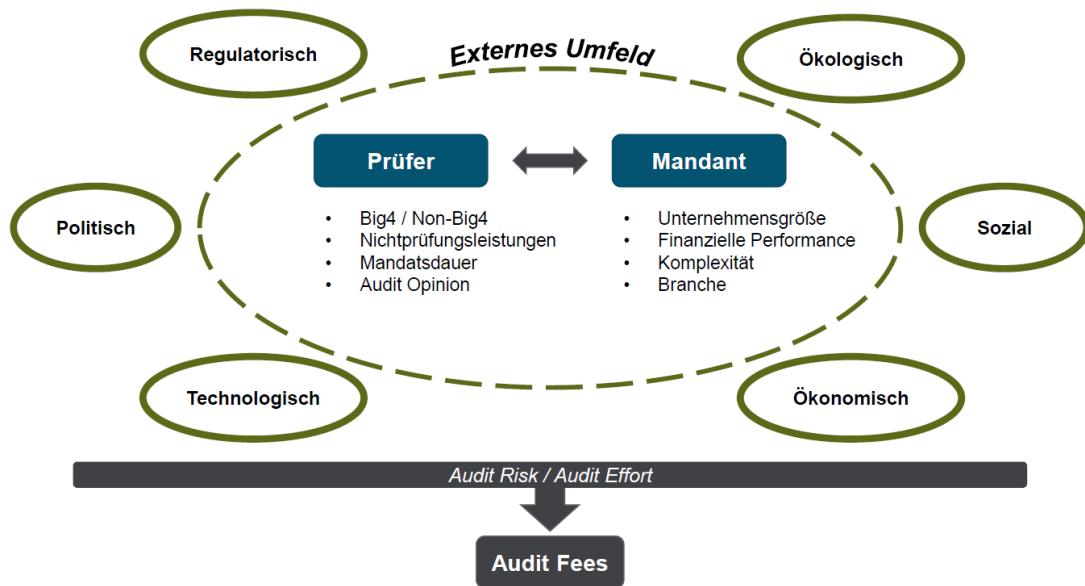 Regulatorisch
Externes Umfeld
Ökologisch
Prüfer
Mandant
Politisch
• Big4 / Non-Big4
• Nichtprüfungsleistungen
• Mandatsdauer
• Audit Opinion
• Unternehmensgröße
• Finanzielle Performance
• Komplexität
• Branche
Sozial
Technologisch
Ökonomisch
Audit Risk / Audit Effort
Audit Fees